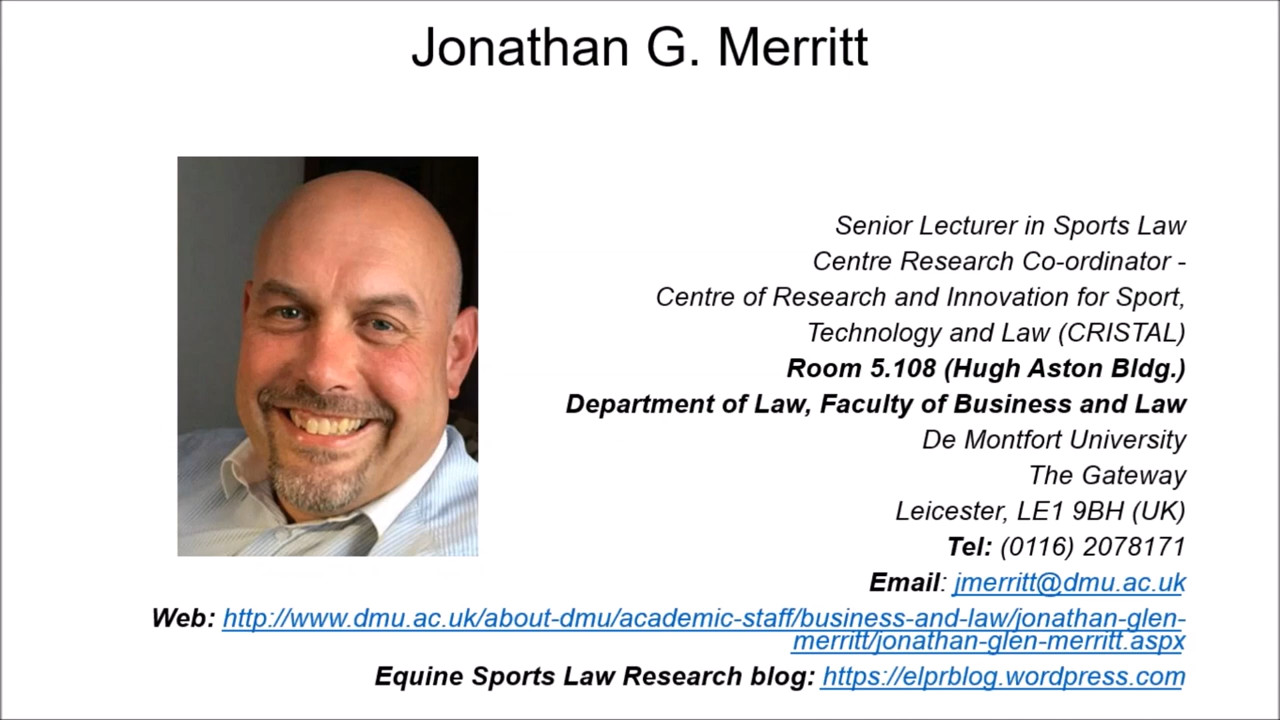 Jonathan G. Merritt
Senior Lecturer in Sports Law
Centre Research Co-ordinator -
Centre of Research and Innovation for Sport,
Technology and Law (CRISTAL)
Room 5.108 (Hugh Aston Bldg.)
Department of Law, Faculty of Business and Law
De Montfort University
The Gateway
Leicester, LE1 9BH (UK)
Tel: (0116) 2078171
Email: jmerritt@dmu.ac.uk
Web: http://www.dmu.ac.uk/about-dmu/academic-staff/business-and-law/jonathan-glen-
merritt/jonathan-glen-merritt.aspx
Equine Sports Law Research blog: https://elprblog.wordpress.com